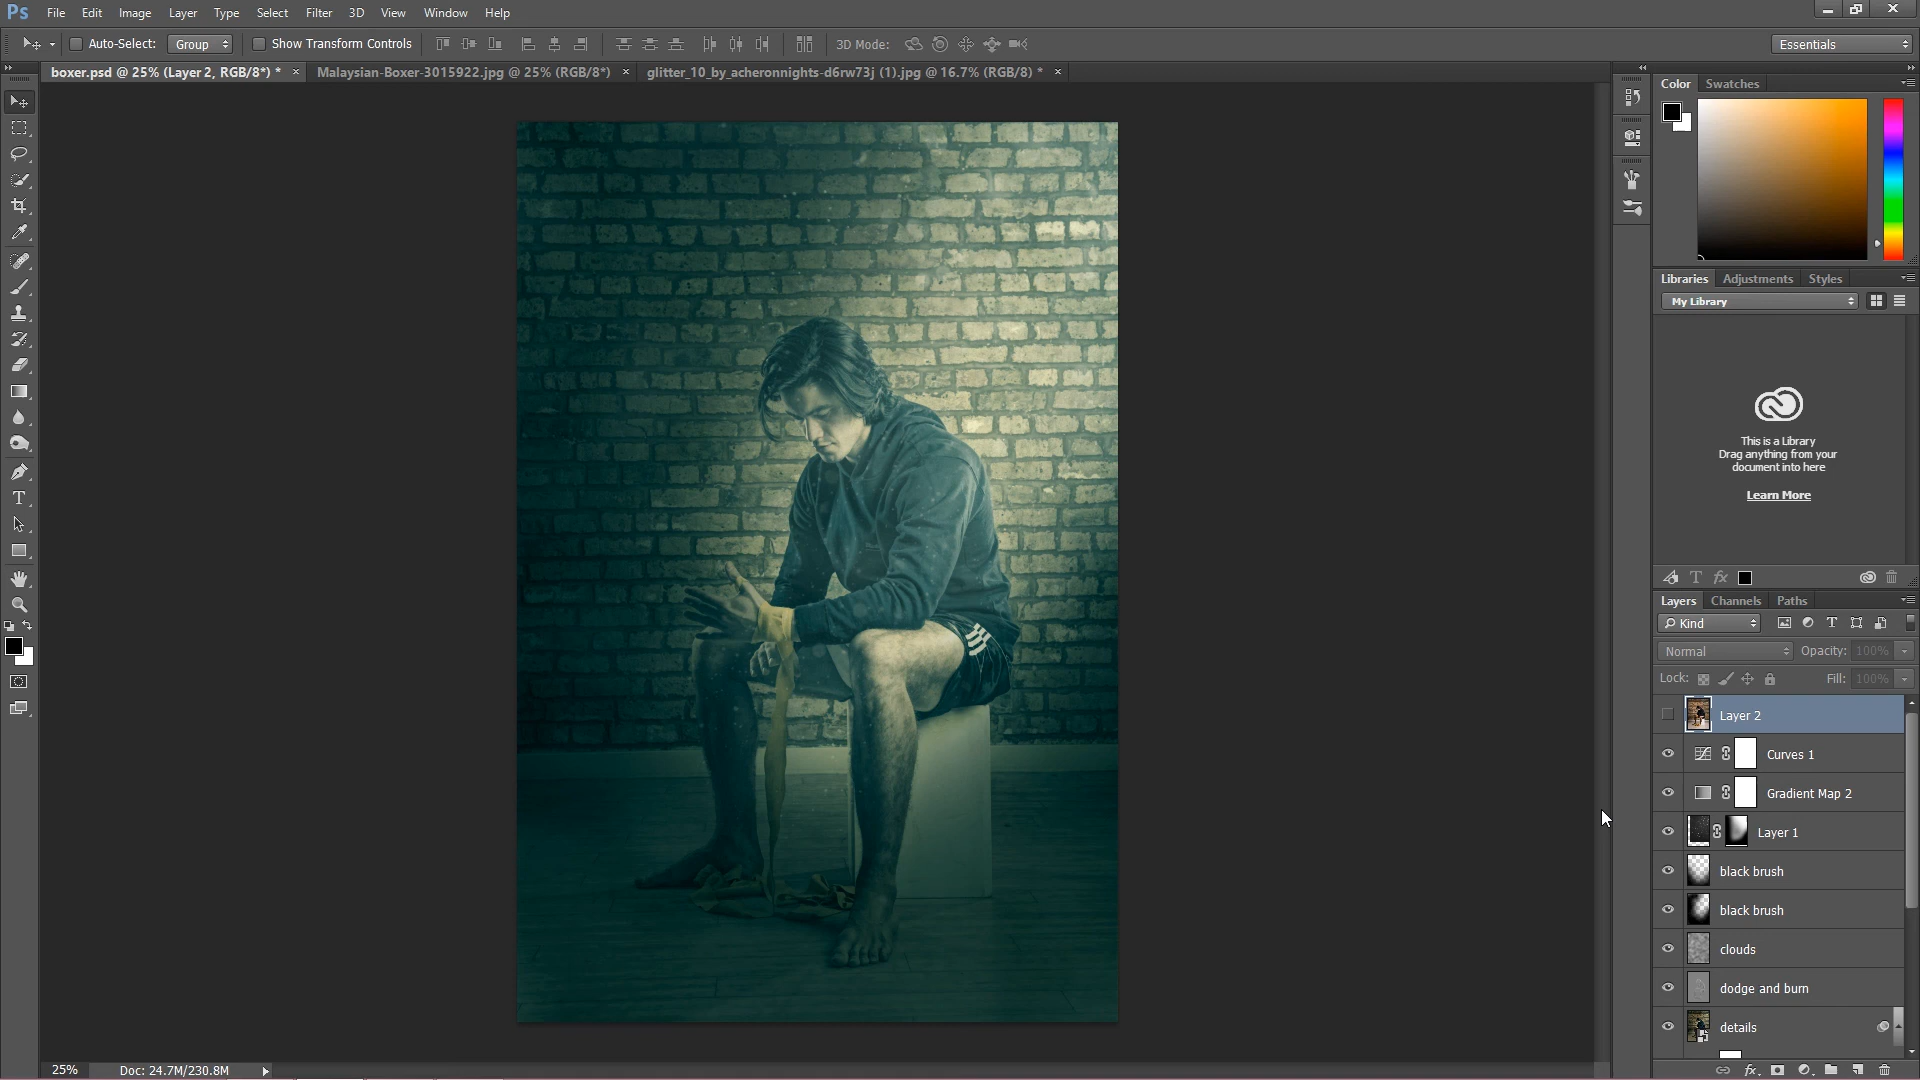 Ps File Edit Image Layer Type Select Filter 3D View Window Help
Auto-Select: Group Show Transform Controls 3D Mode: Essentials
boxer.psd @ 25% (Layer 2, RGB/8*) * × Malaysian-Boxer-3015922.jpg @ 25% (RGB/8*) × glitter_10_by_acheronnights-d6rw73j (1).jpg @ 16.7% (RGB/8) * ×
Color Swatches
Libraries Adjustments Styles
My Library
This is a Library
Drag anything from your
document into here
Learn More
Layers Channels Paths
Kind
Normal Opacity: 100%
Lock: Fill: 100%
Layer 2
Curves 1
Gradient Map 2
Layer 1
black brush
black brush
clouds
dodge and burn
details
25% Doc: 24.7M/230.8M